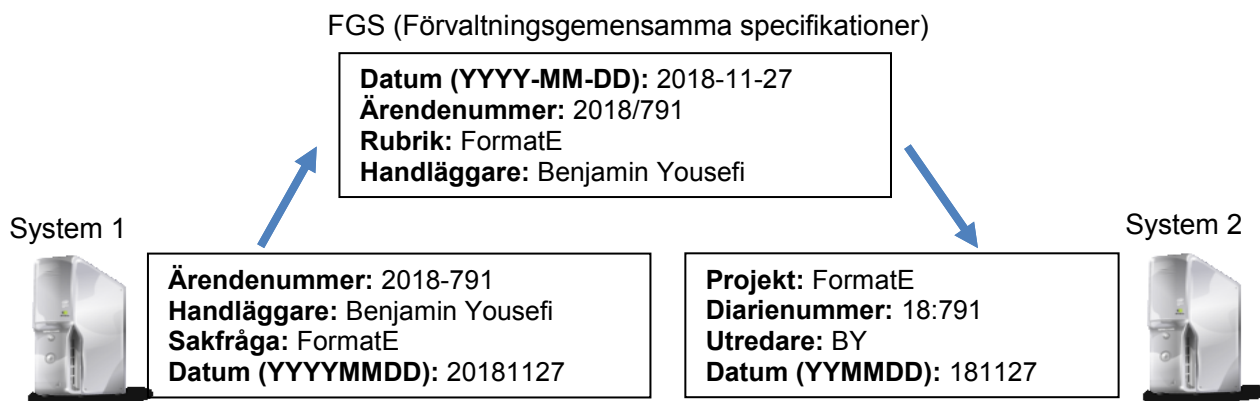 FGS (Förvaltningsgemensamma specifikationer)
Datum (YYYY-MM-DD): 2018-11-27
Ärendenummer: 2018/791
Rubrik: FormatE
Handläggare: Benjamin Yousefi
System 1
Ärendenummer: 2018-791
Handläggare: Benjamin Yousefi
Sakfråga: FormatE
Datum (YYYYMMDD): 20181127
System 2
Projekt: FormatE
Diarienummer: 18:791
Utredare: BY
Datum (YYMMDD): 181127